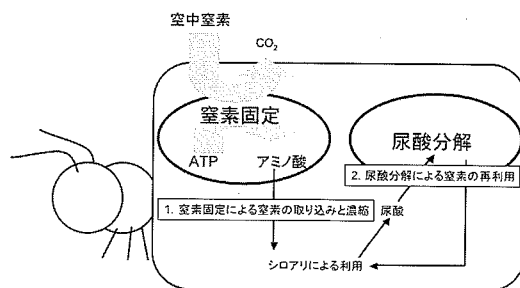 空中窒素
CO₂
窒素固定
ATP
アミノ酸
尿酸分解
2. 尿酸分解による窒素の再利用
1. 窒素固定による窒素の取り込みと濃縮
尿酸
シロアリによる利用